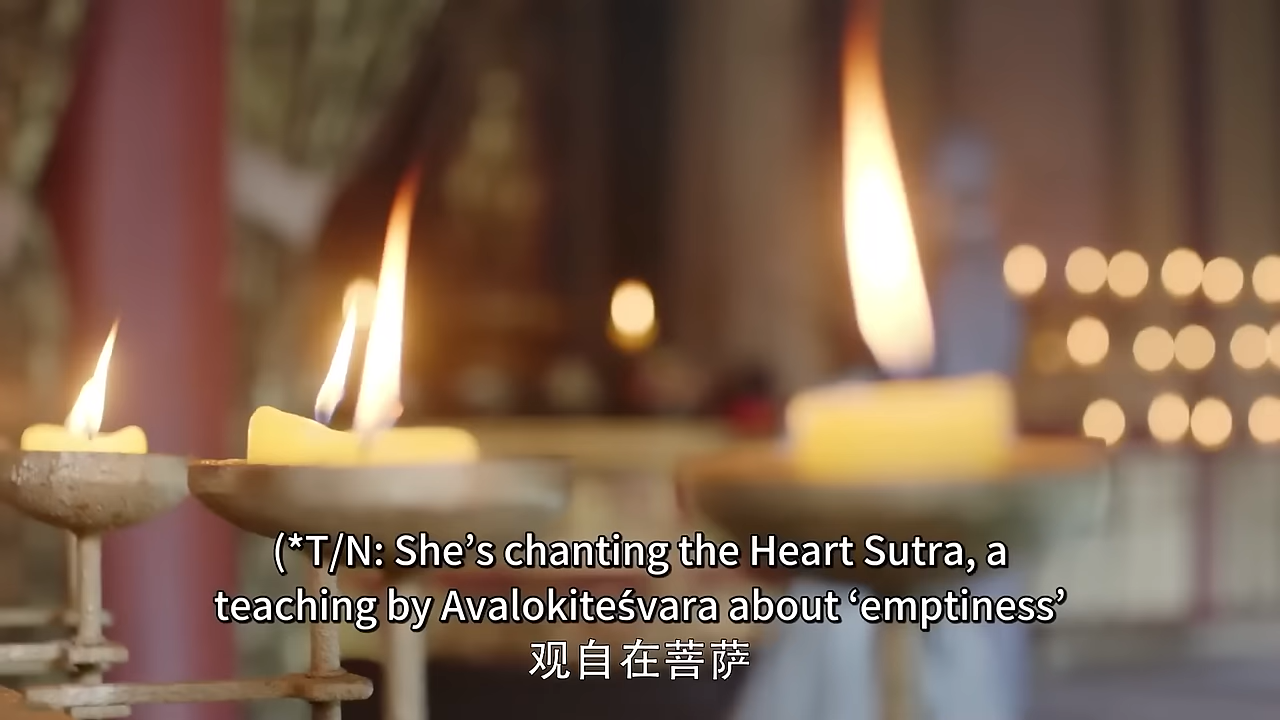 (*T/N: She’s chanting the Heart Sutra, a
teaching by Avalokiteśvara about ‘emptiness’
观自在菩萨